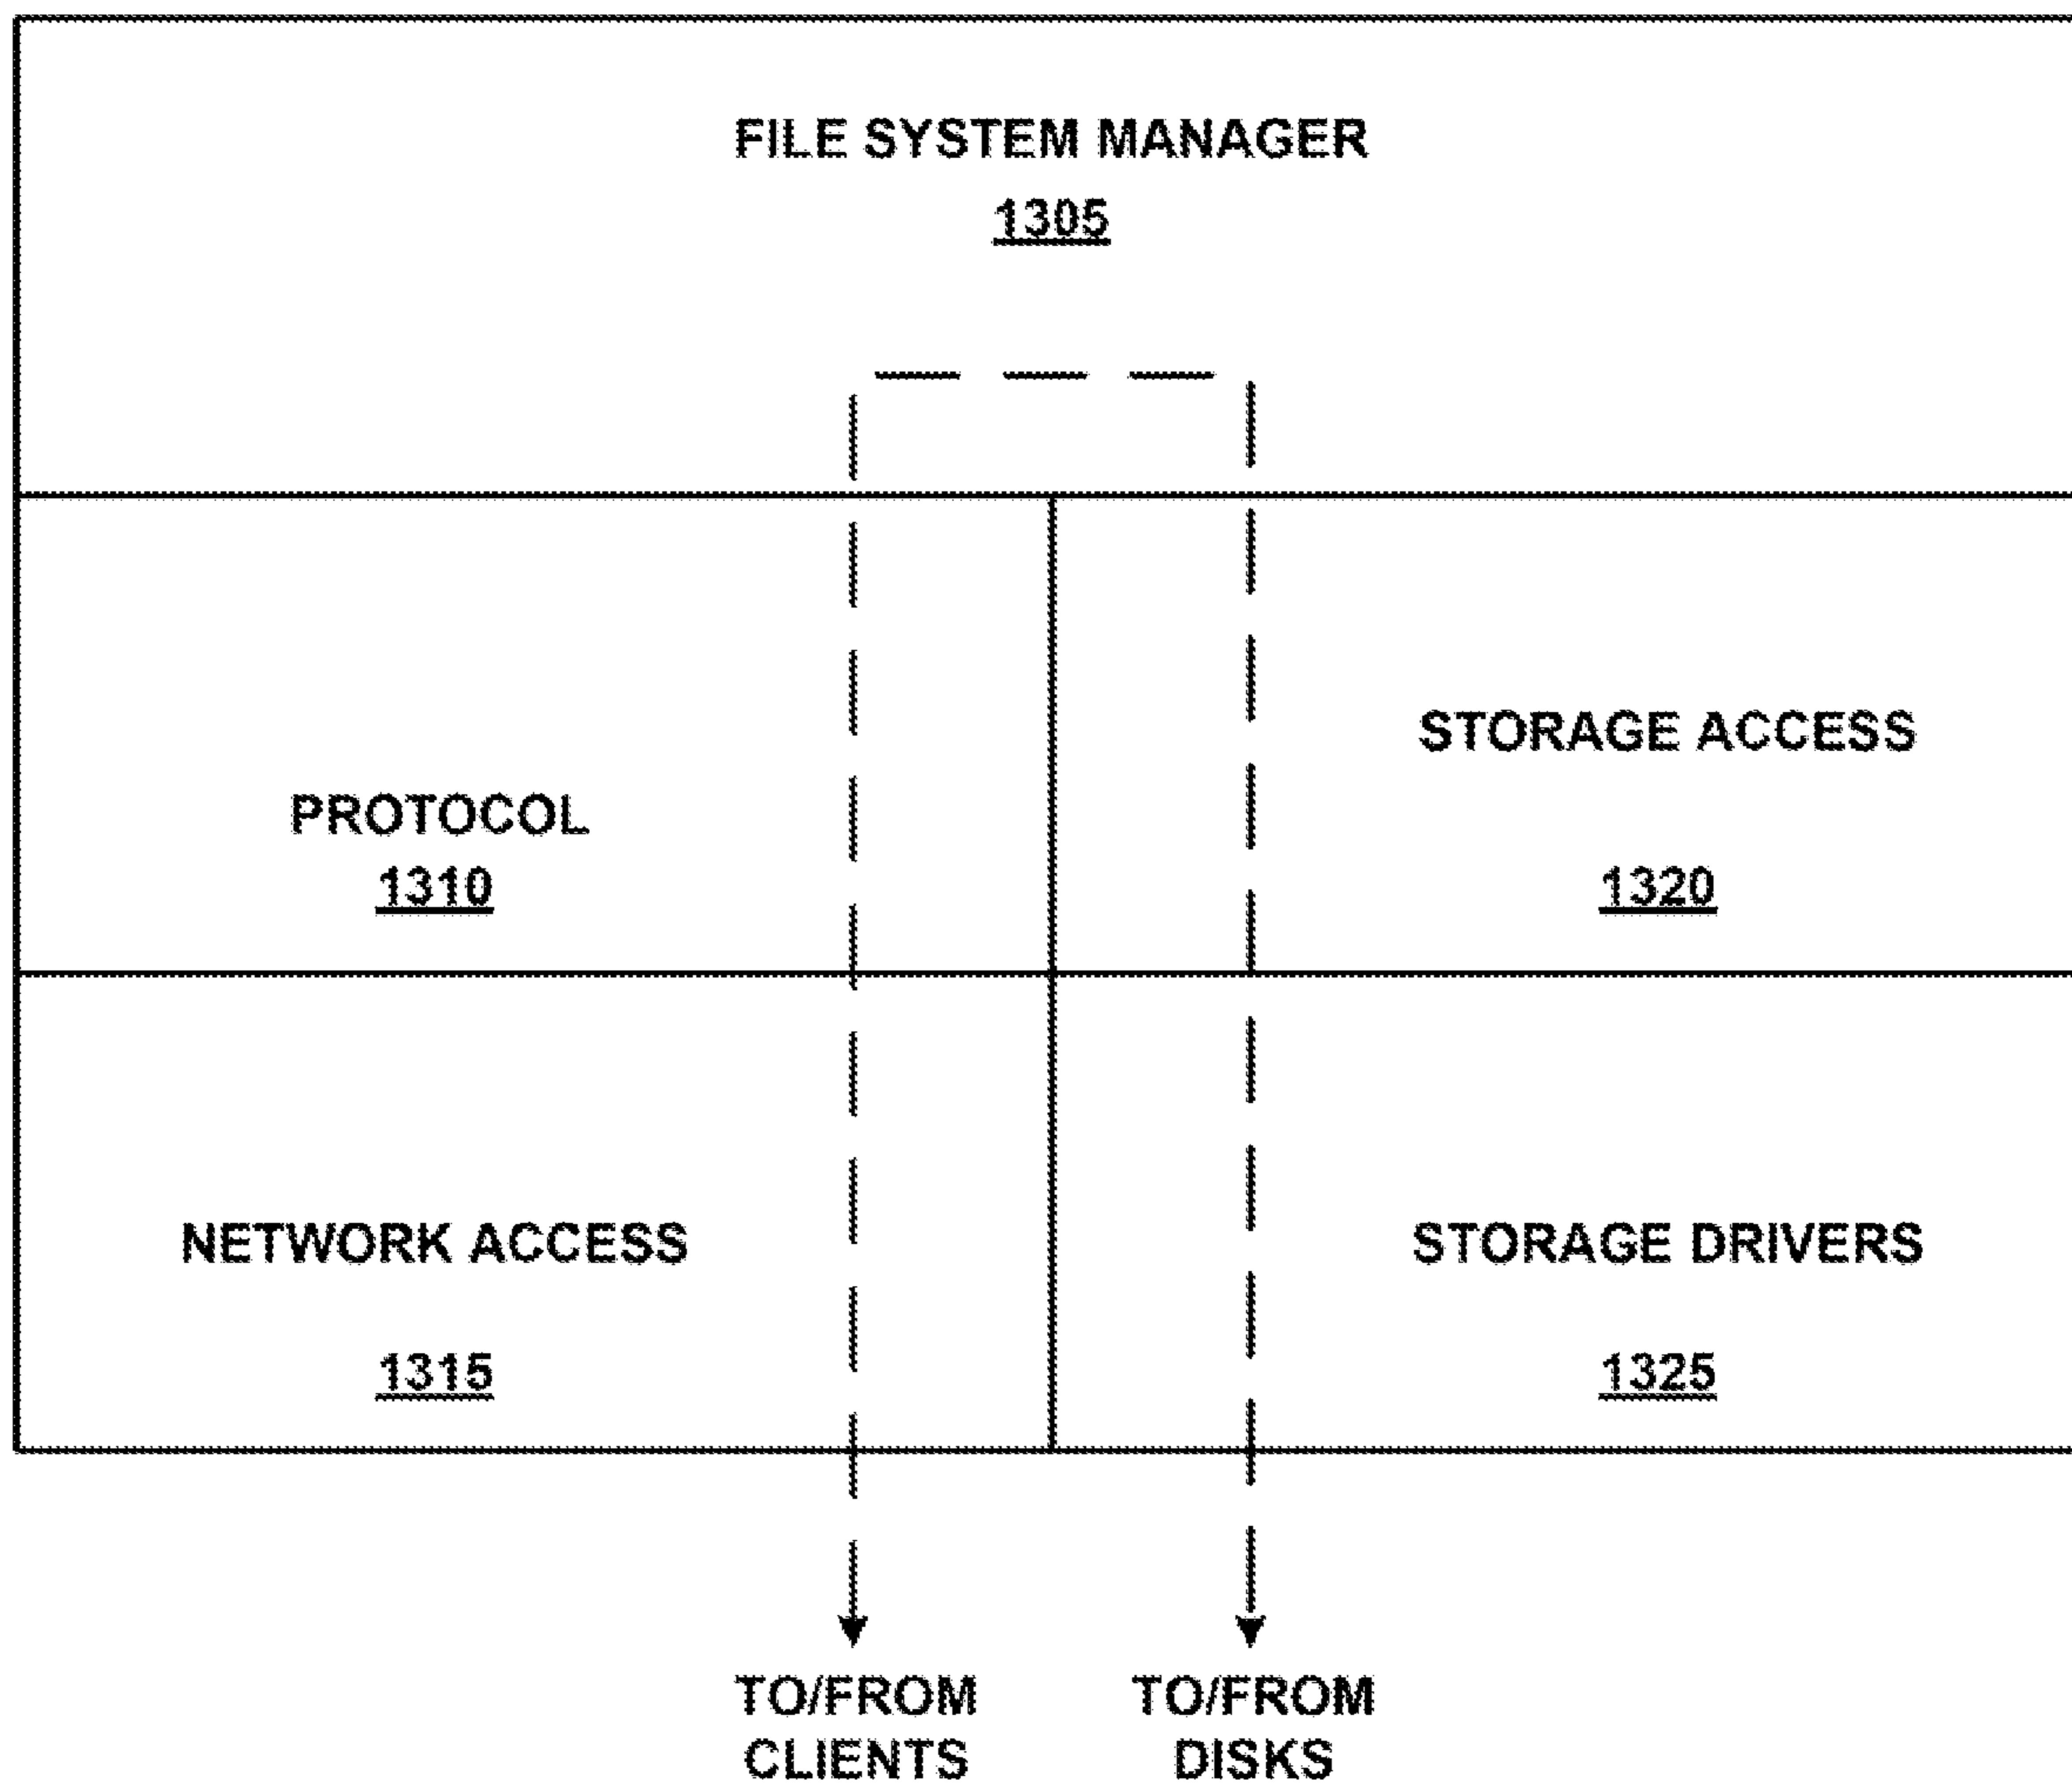 FILE SYSTEM MANAGER
1305
PROTOCOL
1310
STORAGE ACCESS
1320
NETWORK ACCESS
1315
STORAGE DRIVERS
1325
TO/FROM
CLIENTS
TO/FROM
DISKS